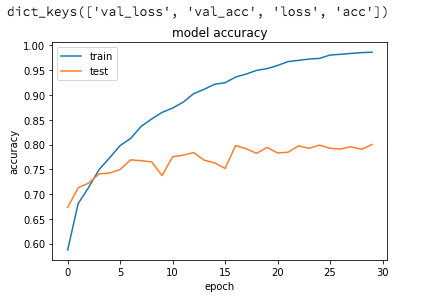 dict_keys(['val_loss', 'val_acc', 'loss', 'acc'])
model accuracy
train
test
accuracy
1.00
0.95
0.90
0.85
0.80
0.75
0.70
0.65
0.60
0 5 10 15 20 25 30
epoch